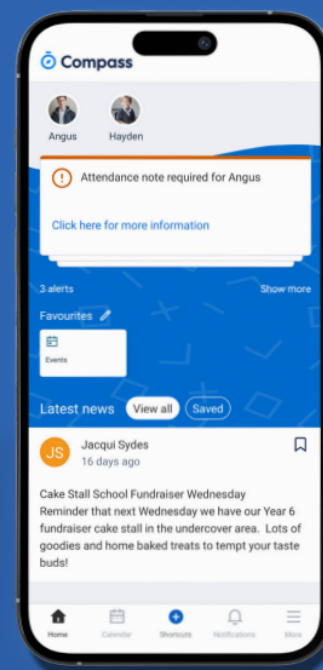 Compass
Angus Hayden
Attendance note required for Angus
Click here for more information
3 alerts Show more
Favourites
Events
Latest news View all Saved
JS
Jacqui Sydes
16 days ago
Cake Stall School Fundraiser Wednesday
Reminder that next Wednesday we have our Year 6
fundraiser cake stall in the undercover area. Lots of
goodies and home baked treats to tempt your taste
buds!
Home Calendar Shortcuts Notifications More